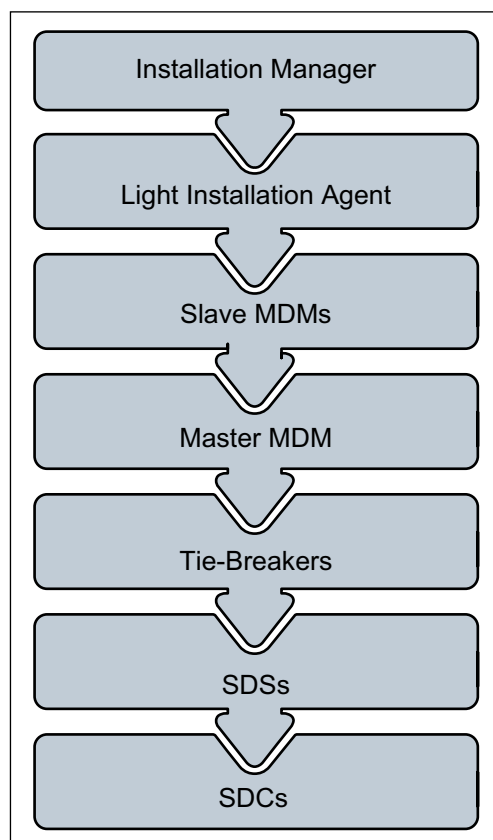 Installation Manager
Light Installation Agent
Slave MDMs
Master MDM
Tie-Breakers
SDSs
SDCs